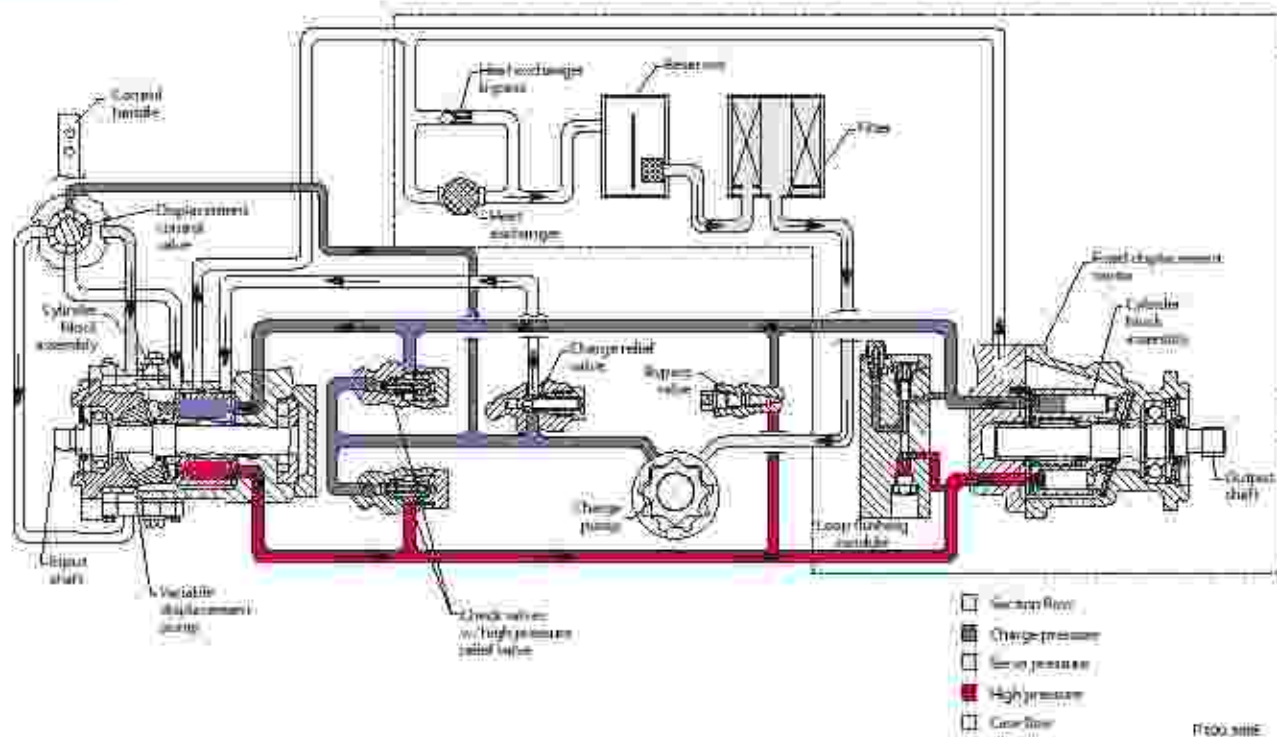 Control
handle
Heat exchanger
bypass
Reservoir
Filter
Displacement
control
valve
Heat
exchanger
Fixed displacement
motor
Cylinder
block
assembly
Cylinder
block
assembly
Charge relief
valve
Bypass
valve
Charge
pump
Loop flushing
module
Output
shaft
Input
shaft
Variable
displacement
pump
Check valves
w/ high pressure
relief valve
Suction flow
Charge pressure
Servo pressure
High pressure
Case flow